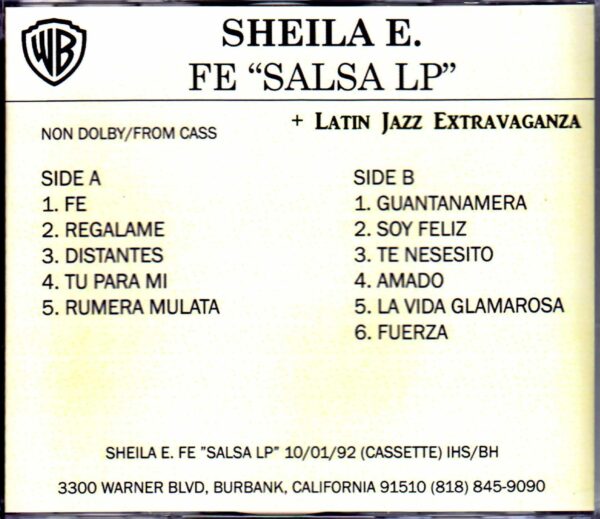 WB
SHEILA E.
FE “SALSA LP”
+ LATIN JAZZ EXTRAVAGANZA
NON DOLBY/FROM CASS
SIDE A
1. FE
2. REGALAME
3. DISTANTES
4. TU PARA MI
5. RUMERA MULATA
SIDE B
1. GUANTANAMERA
2. SOY FELIZ
3. TE NESESITO
4. AMADO
5. LA VIDA GLAMAROSA
6. FUERZA
SHEILA E. FE ”SALSA LP” 10/01/92 (CASSETTE) IHS/BH
3300 WARNER BLVD, BURBANK, CALIFORNIA 91510 (818) 845-9090